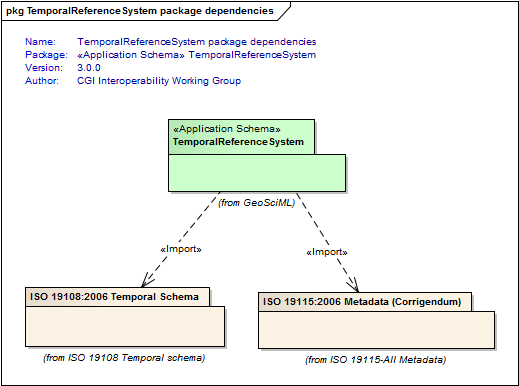 pkg TemporalReferenceSystem package dependencies
Name: TemporalReferenceSystem package dependencies
Package: «Application Schema» TemporalReferenceSystem
Version: 3.0.0
Author: CGI Interoperability Working Group
«Application Schema»
TemporalReferenceSystem
(from GeoSciML)
«Import»
«Import»
ISO 19108:2006 Temporal Schema
(from ISO 19108 Temporal schema)
ISO 19115:2006 Metadata (Corrigendum)
(from ISO 19115-All Metadata)